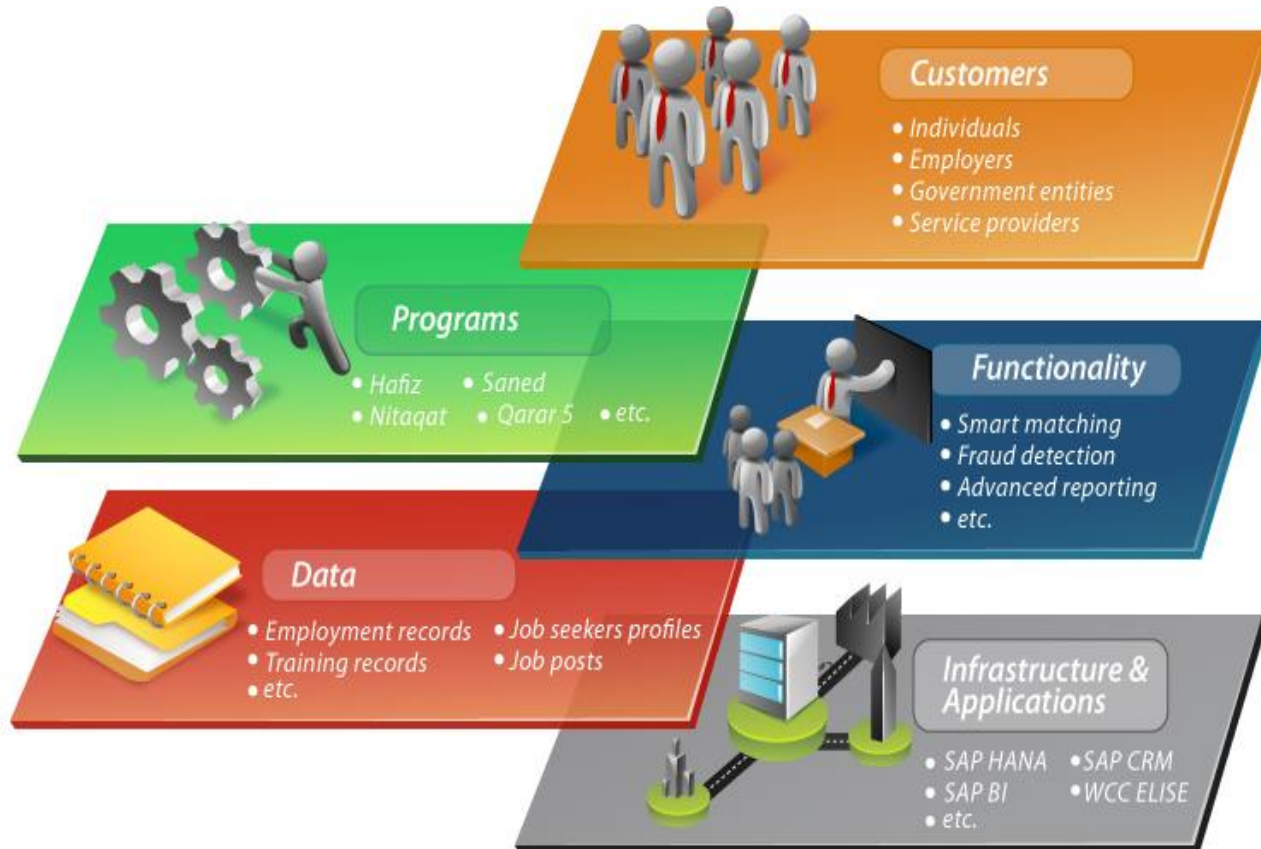 Customers
• Individuals
• Employers
• Government entities
• Service providers
Programs
• Hafiz • Saned
• Nitaqat • Qarar 5 • etc.
Functionality
• Smart matching
• Fraud detection
• Advanced reporting
• etc.
Data
• Employment records • Job seekers profiles
• Training records • Job posts
• etc.
Infrastructure &
Applications
• SAP HANA • SAP CRM
• SAP BI • WCC ELISE
• etc.